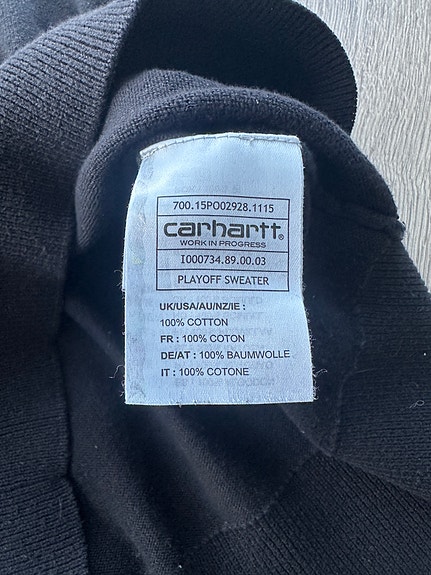 700.15PO02928.1115
carhartt®
WORK IN PROGRESS
I000734.89.00.03
PLAYOFF SWEATER
UK/USA/AU/NZ/IE :
100% COTTON
FR : 100% COTON
DE/AT : 100% BAUMWOLLE
IT : 100% COTONE